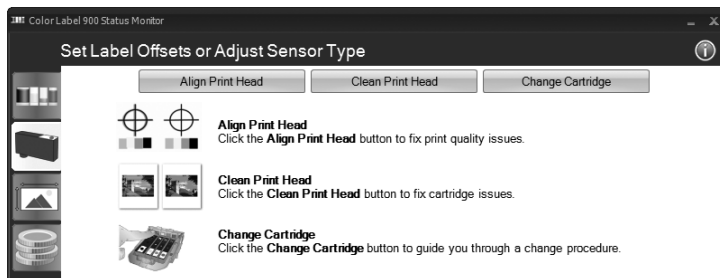 Color Label 900 Status Monitor
Set Label Offsets or Adjust Sensor Type
Align Print Head
Clean Print Head
Change Cartridge
Align Print Head
Click the Align Print Head button to fix print quality issues.
Clean Print Head
Click the Clean Print Head button to fix cartridge issues.
Change Cartridge
Click the Change Cartridge button to guide you through a change procedure.